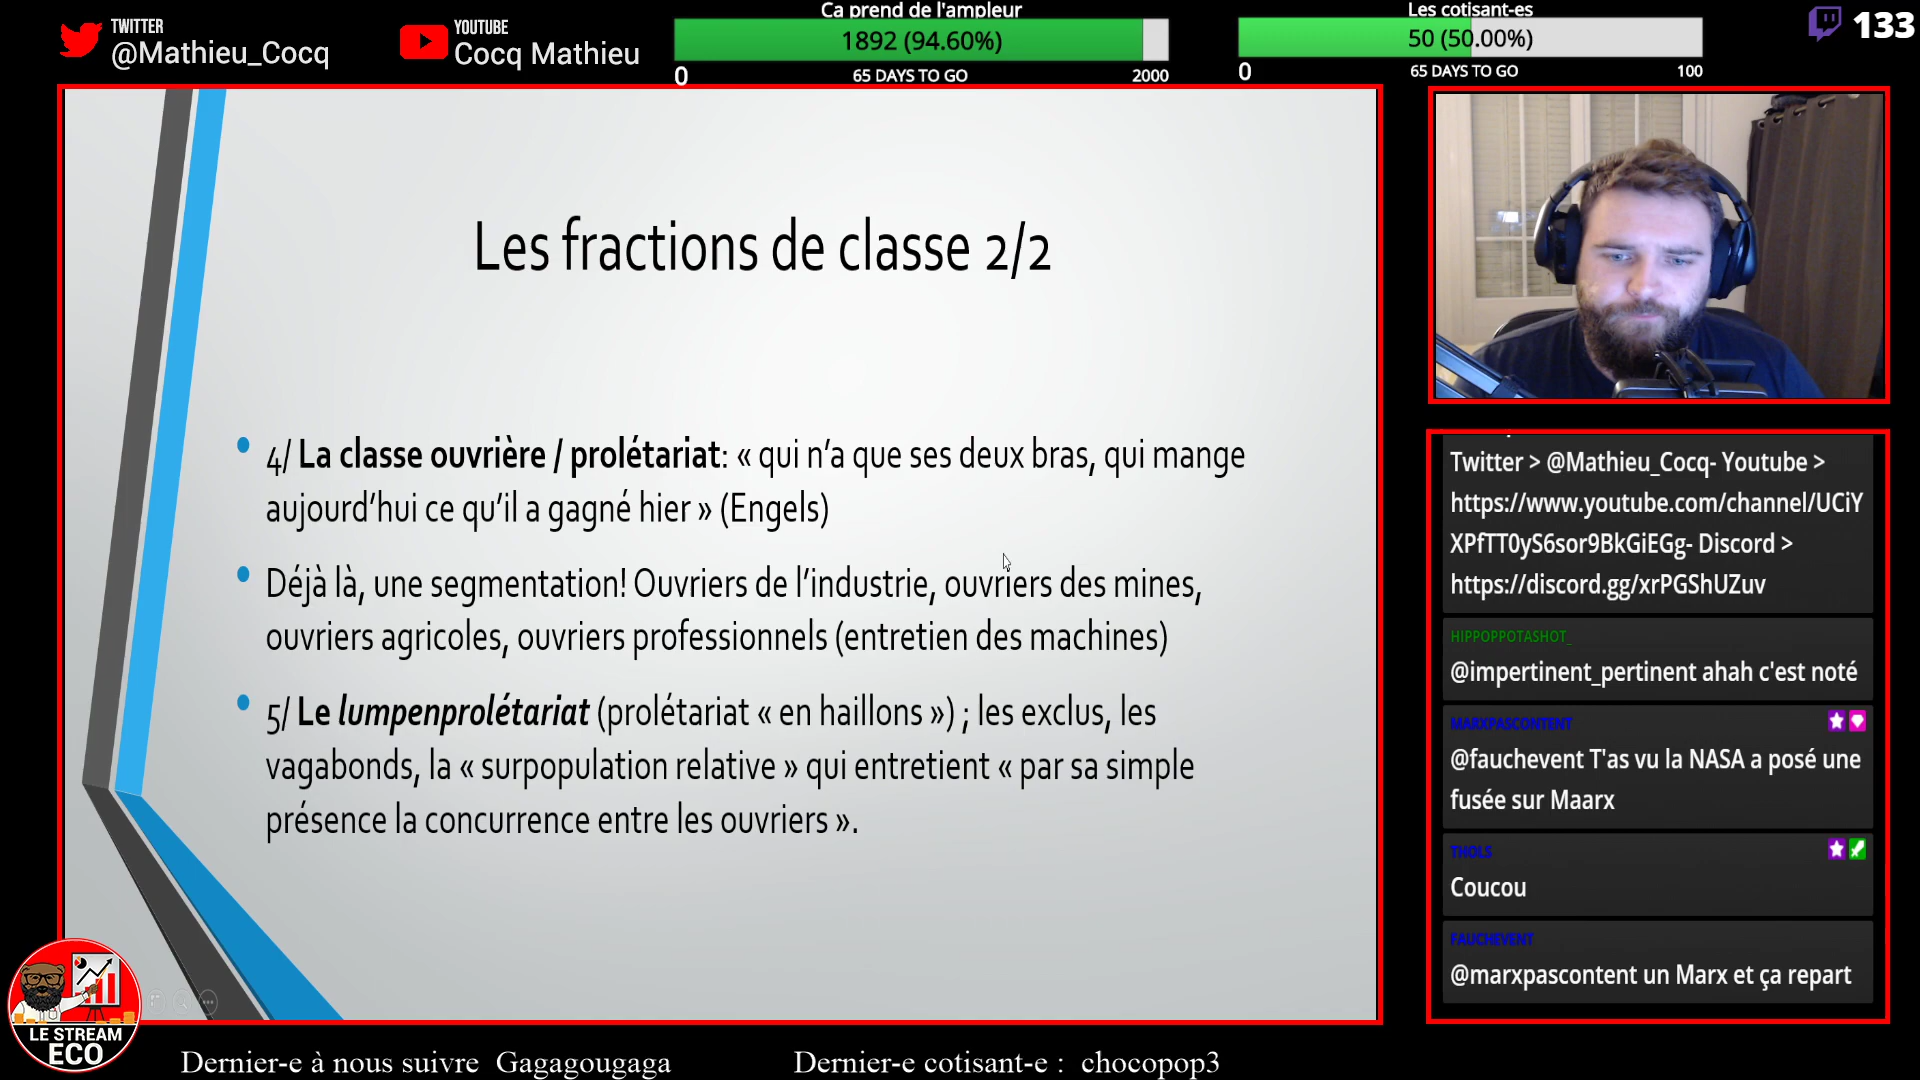 TWITTER
@Mathieu_Cocq
YOUTUBE
Cocq Mathieu
Ca prend de l'ampleur
1892 (94.60%)
0 65 DAYS TO GO 2000
Les cotisant-es
50 (50.00%)
0 65 DAYS TO GO 100
133
Les fractions de classe 2/2
• 4/ La classe ouvrière / prolétariat: « qui n’a que ses deux bras, qui mange
aujourd’hui ce qu’il a gagné hier » (Engels)
• Déjà là, une segmentation! Ouvriers de l’industrie, ouvriers des mines,
ouvriers agricoles, ouvriers professionnels (entretien des machines)
• 5/ Le lumpenprolétariat (prolétariat « en haillons ») ; les exclus, les
vagabonds, la « surpopulation relative » qui entretient « par sa simple
présence la concurrence entre les ouvriers ».
Twitter > @Mathieu_Cocq- Youtube >
https://www.youtube.com/channel/UCiY
XPfTT0yS6sor9BkGiEGg- Discord >
https://discord.gg/xrPGShUZuv
HIPPOPPOTASHOT_
@impertinent_pertinent ahah c'est noté
MARXPASCONTENT
@fauchevent T'as vu la NASA a posé une
fusée sur Maarx
THOLS
Coucou
FAUCHEVENT
@marxpascontent un Marx et ça repart
LE STREAM
ECO
Dernier-e à nous suivre Gagagougaga
Dernier-e cotisant-e : chocopop3